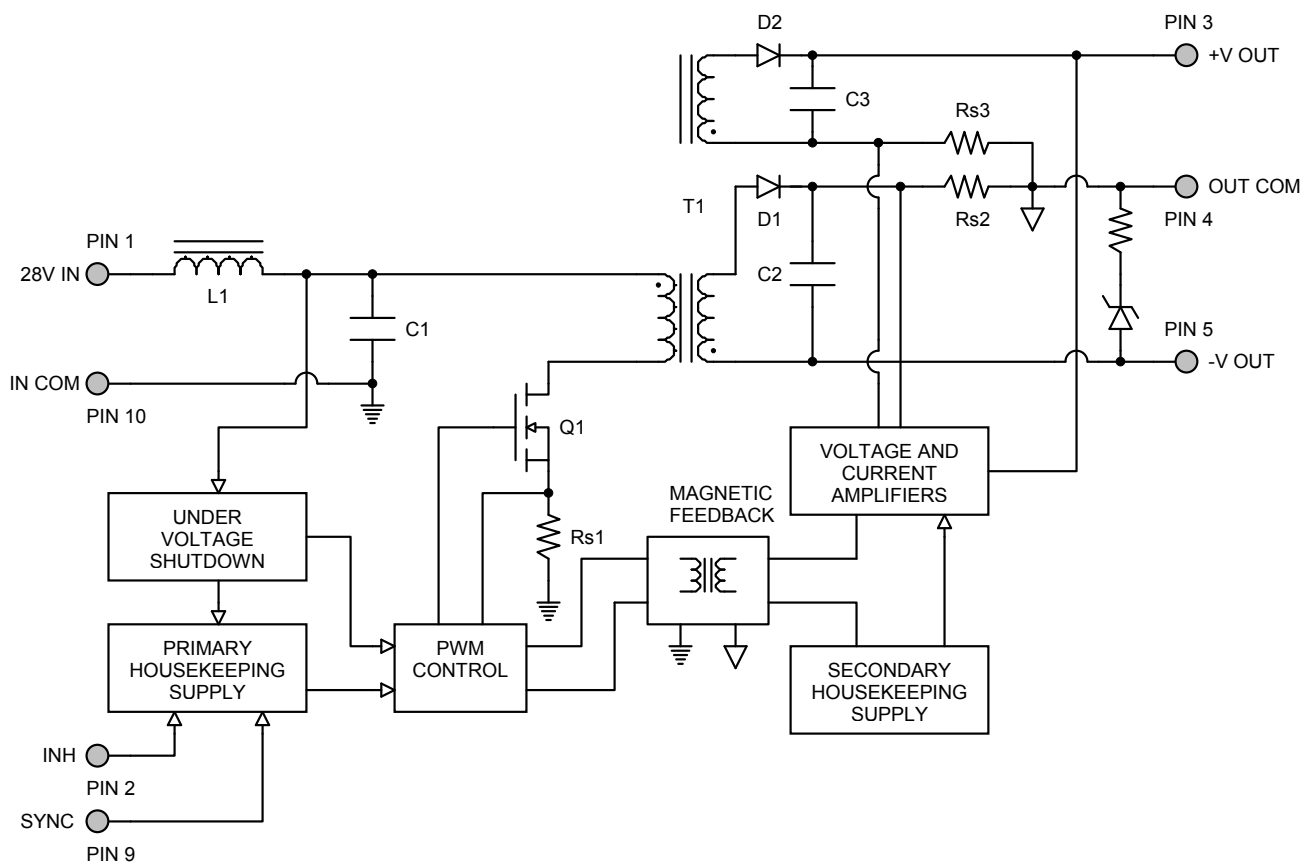 D2
PIN 3
+V OUT
C3
Rs3
T1
D1
Rs2
OUT COM
PIN 4
PIN 1
28V IN
L1
C1
C2
PIN 5
-V OUT
IN COM
PIN 10
Q1
VOLTAGE AND
CURRENT
AMPLIFIERS
MAGNETIC
FEEDBACK
UNDER
VOLTAGE
SHUTDOWN
Rs1
PRIMARY
HOUSEKEEPING
SUPPLY
PWM
CONTROL
SECONDARY
HOUSEKEEPING
SUPPLY
INH
PIN 2
SYNC
PIN 9